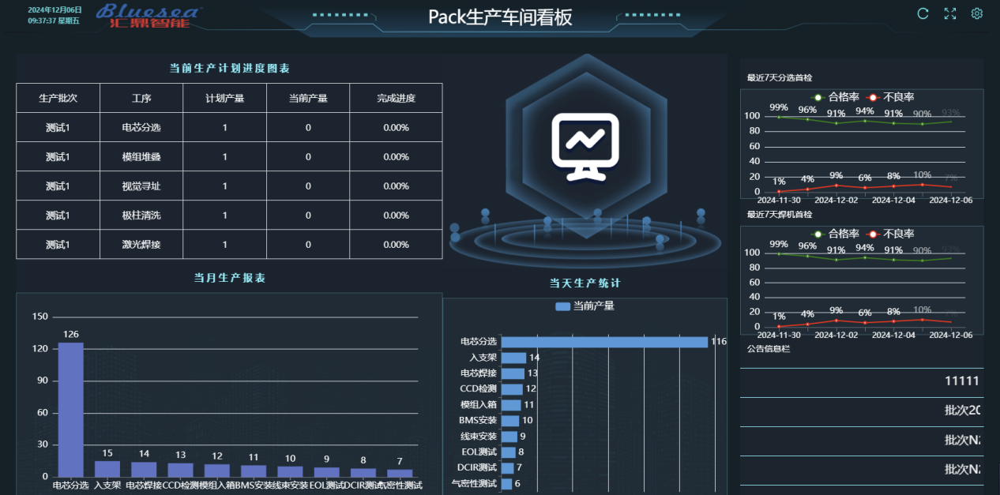 2024年12月06日
09:37:37 星期五
Bluesea
汇鼎智能
Pack生产车间看板
当前生产计划进度图表
生产批次 工序 计划产量 当前产量 完成进度
测试1 电芯分选 1 0 0.00%
测试1 模组堆叠 1 0 0.00%
测试1 视觉寻址 1 0 0.00%
测试1 极柱清洗 1 0 0.00%
测试1 激光焊接 1 0 0.00%
当月生产报表
150
120
90
60
30
0
126 15 14 13 12 11 10 9 8 7
电芯分选 入支架 电芯焊接 CCD检测 模组入箱 BMS安装 线束安装 EOL测试 DCIR测试 气密性测试
当天生产统计
当前产量
电芯分选 116
入支架 14
电芯焊接 13
CCD检测 12
模组入箱 11
BMS安装 10
线束安装 9
EOL测试 8
DCIR测试 7
气密性测试 6
最近7天分选首检
合格率 不良率
100
80
60
40
20
0
99% 96% 91% 94% 91% 90% 93%
1% 4% 9% 6% 8% 10% 7%
2024-11-30 2024-12-02 2024-12-04 2024-12-06
最近7天焊机首检
合格率 不良率
100
80
60
40
20
0
99% 96% 91% 94% 91% 90% 93%
1% 4% 9% 6% 8% 10%
2024-11-30 2024-12-02 2024-12-04 2024-12-06
公告信息栏
11111
批次20
批次N
批次N